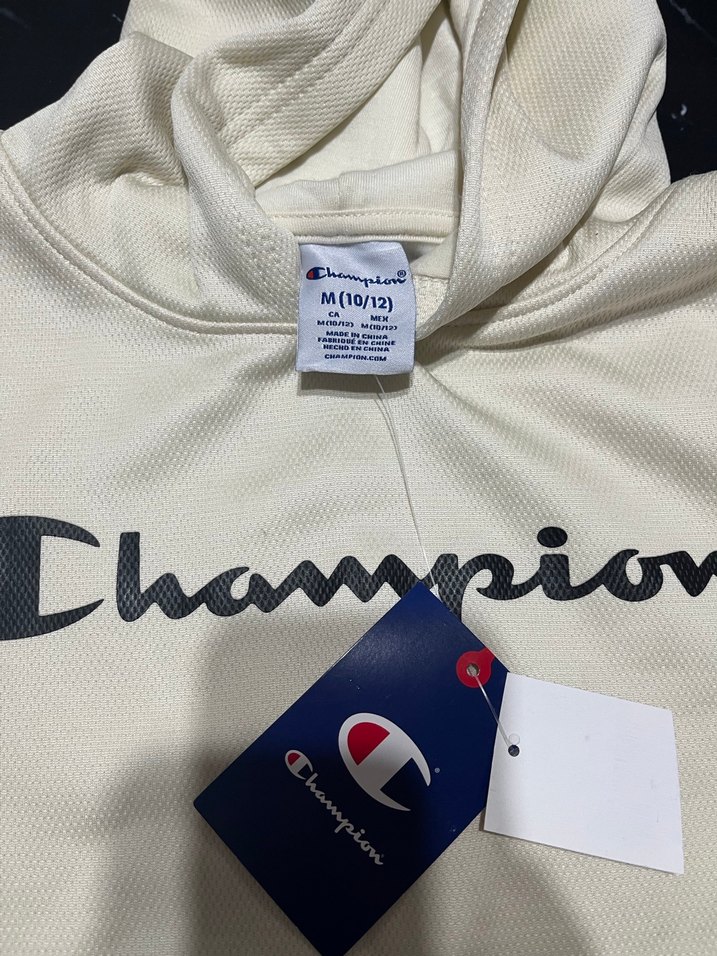 Champion®
M (10/12)
CA MEX
M (10/12) M (10/12)
MADE IN CHINA
FABRIQUÉ EN CHINE
HECHO EN CHINA
CHAMPION.COM
Champion
Champion